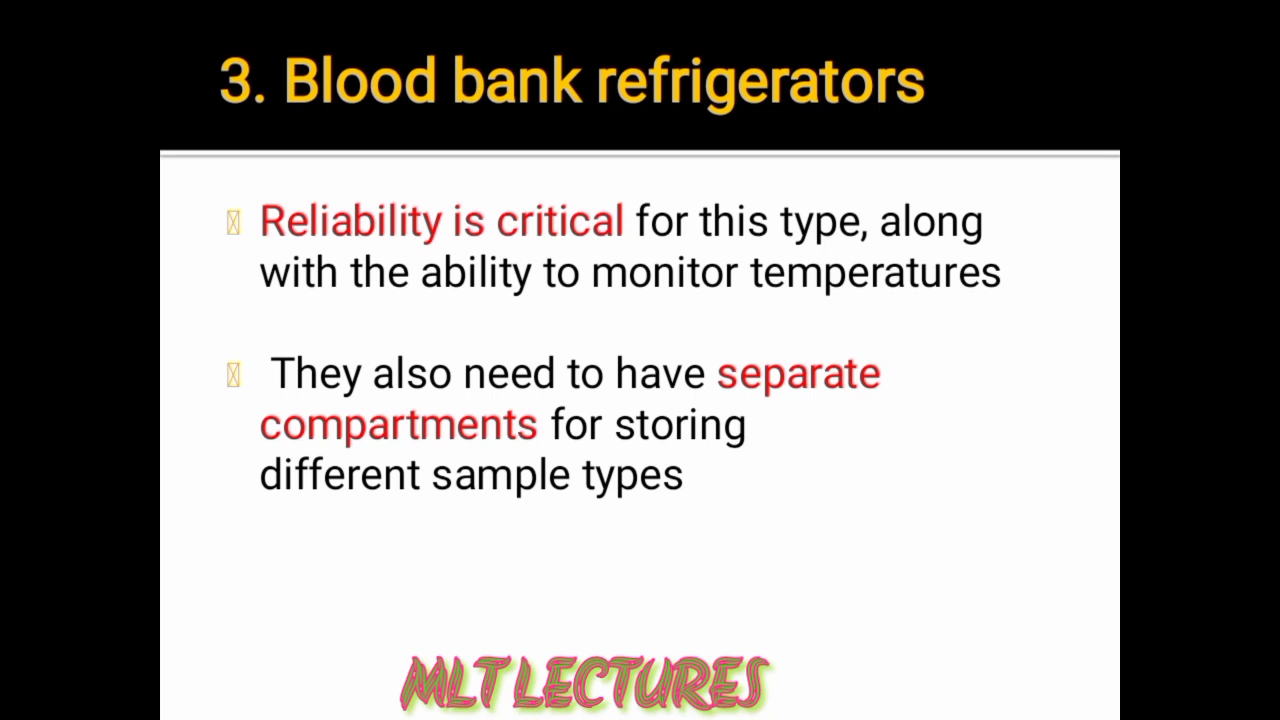 3. Blood bank refrigerators
Reliability is critical for this type, along
with the ability to monitor temperatures
They also need to have separate
compartments for storing
different sample types
MLT LECTURES